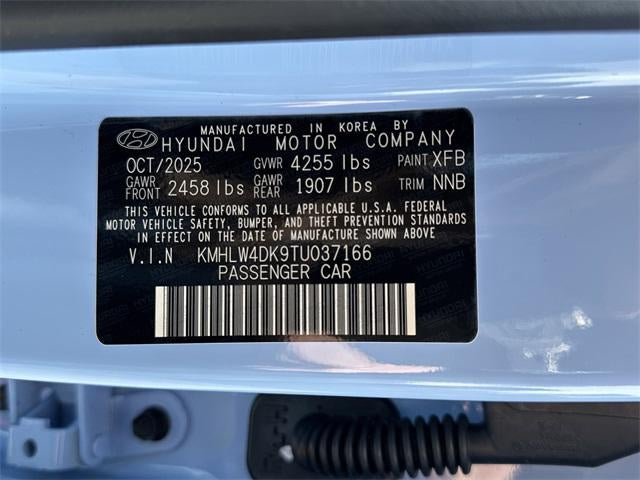 MANUFACTURED IN KOREA BY
HYUNDAI MOTOR COMPANY
OCT/2025 GVWR 4255 lbs PAINT XFB
GAWR FRONT 2458 lbs GAWR REAR 1907 lbs TRIM NNB
THIS VEHICLE CONFORMS TO ALL APPLICABLE U.S.A. FEDERAL
MOTOR VEHICLE SAFETY, BUMPER, AND THEFT PREVENTION STANDARDS
IN EFFECT ON THE DATE OF MANUFACTURE SHOWN ABOVE
V.I.N KMHLW4DK9TU037166
PASSENGER CAR